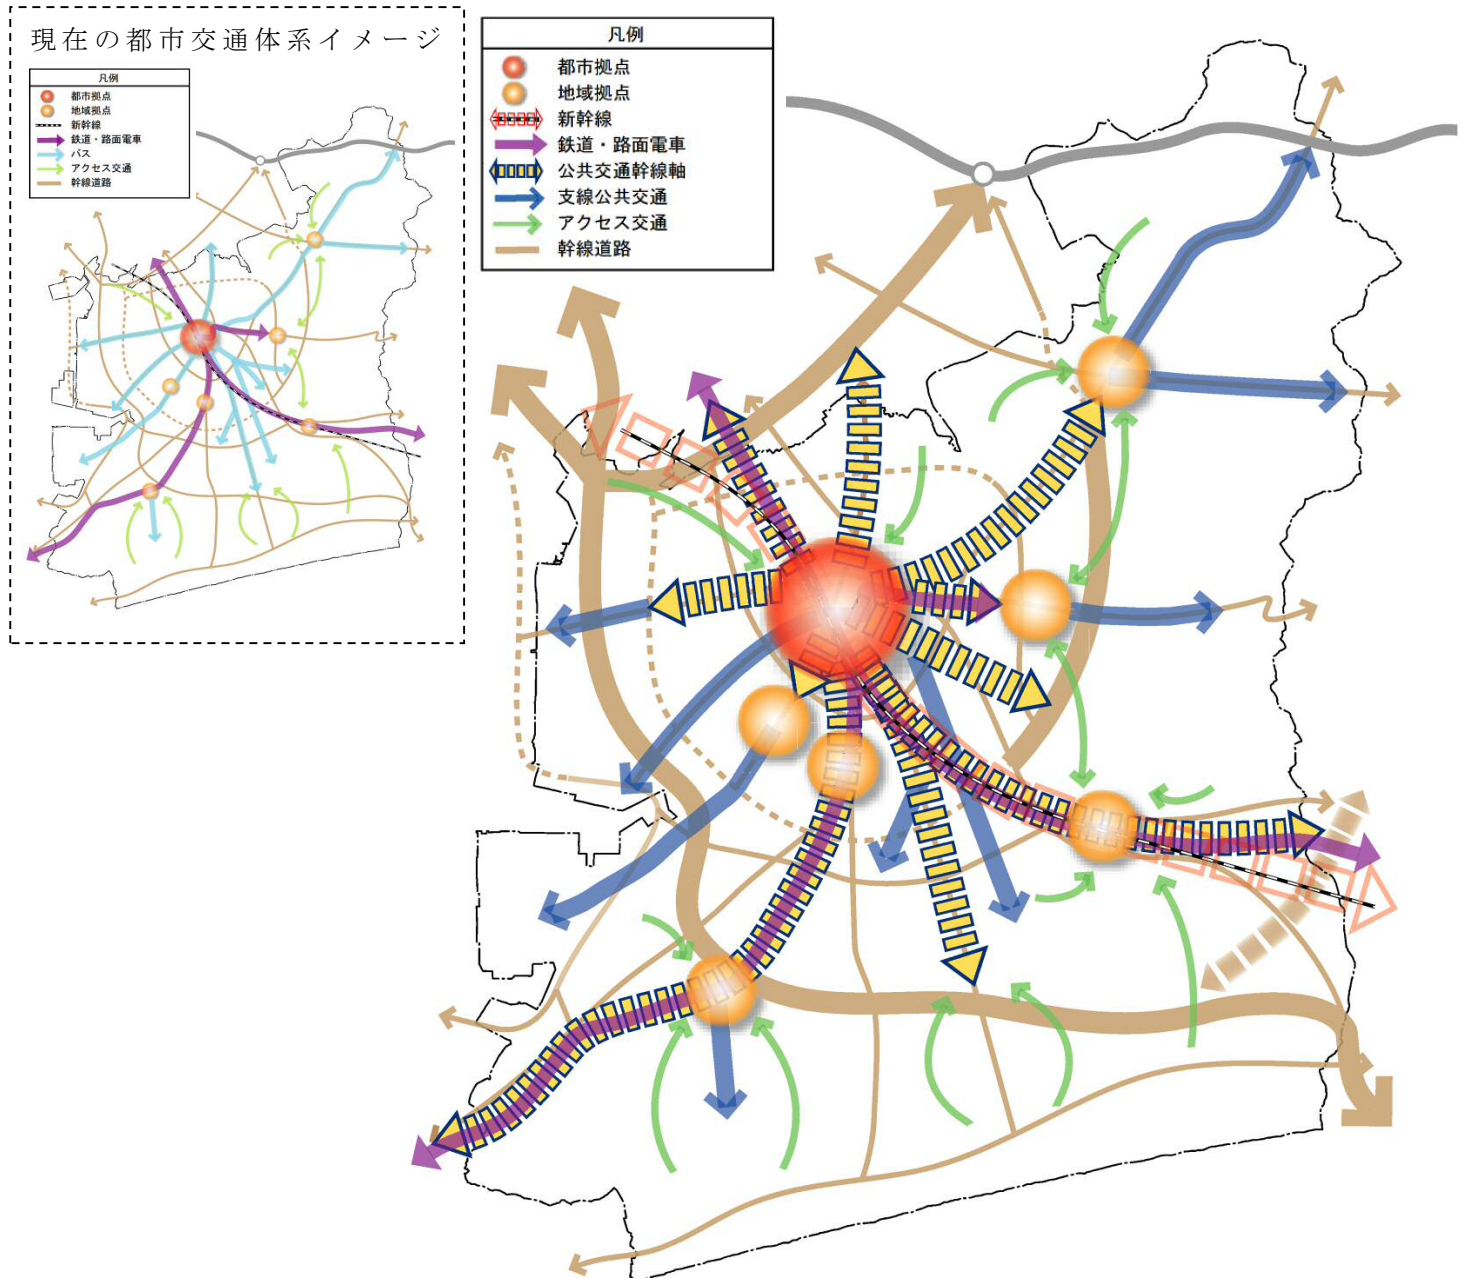 現在の都市交通体系イメージ
凡例
都市拠点
地域拠点
新幹線
鉄道・路面電車
バス
アクセス交通
幹線道路
凡例
都市拠点
地域拠点
新幹線
鉄道・路面電車
公共交通幹線軸
支線公共交通
アクセス交通
幹線道路